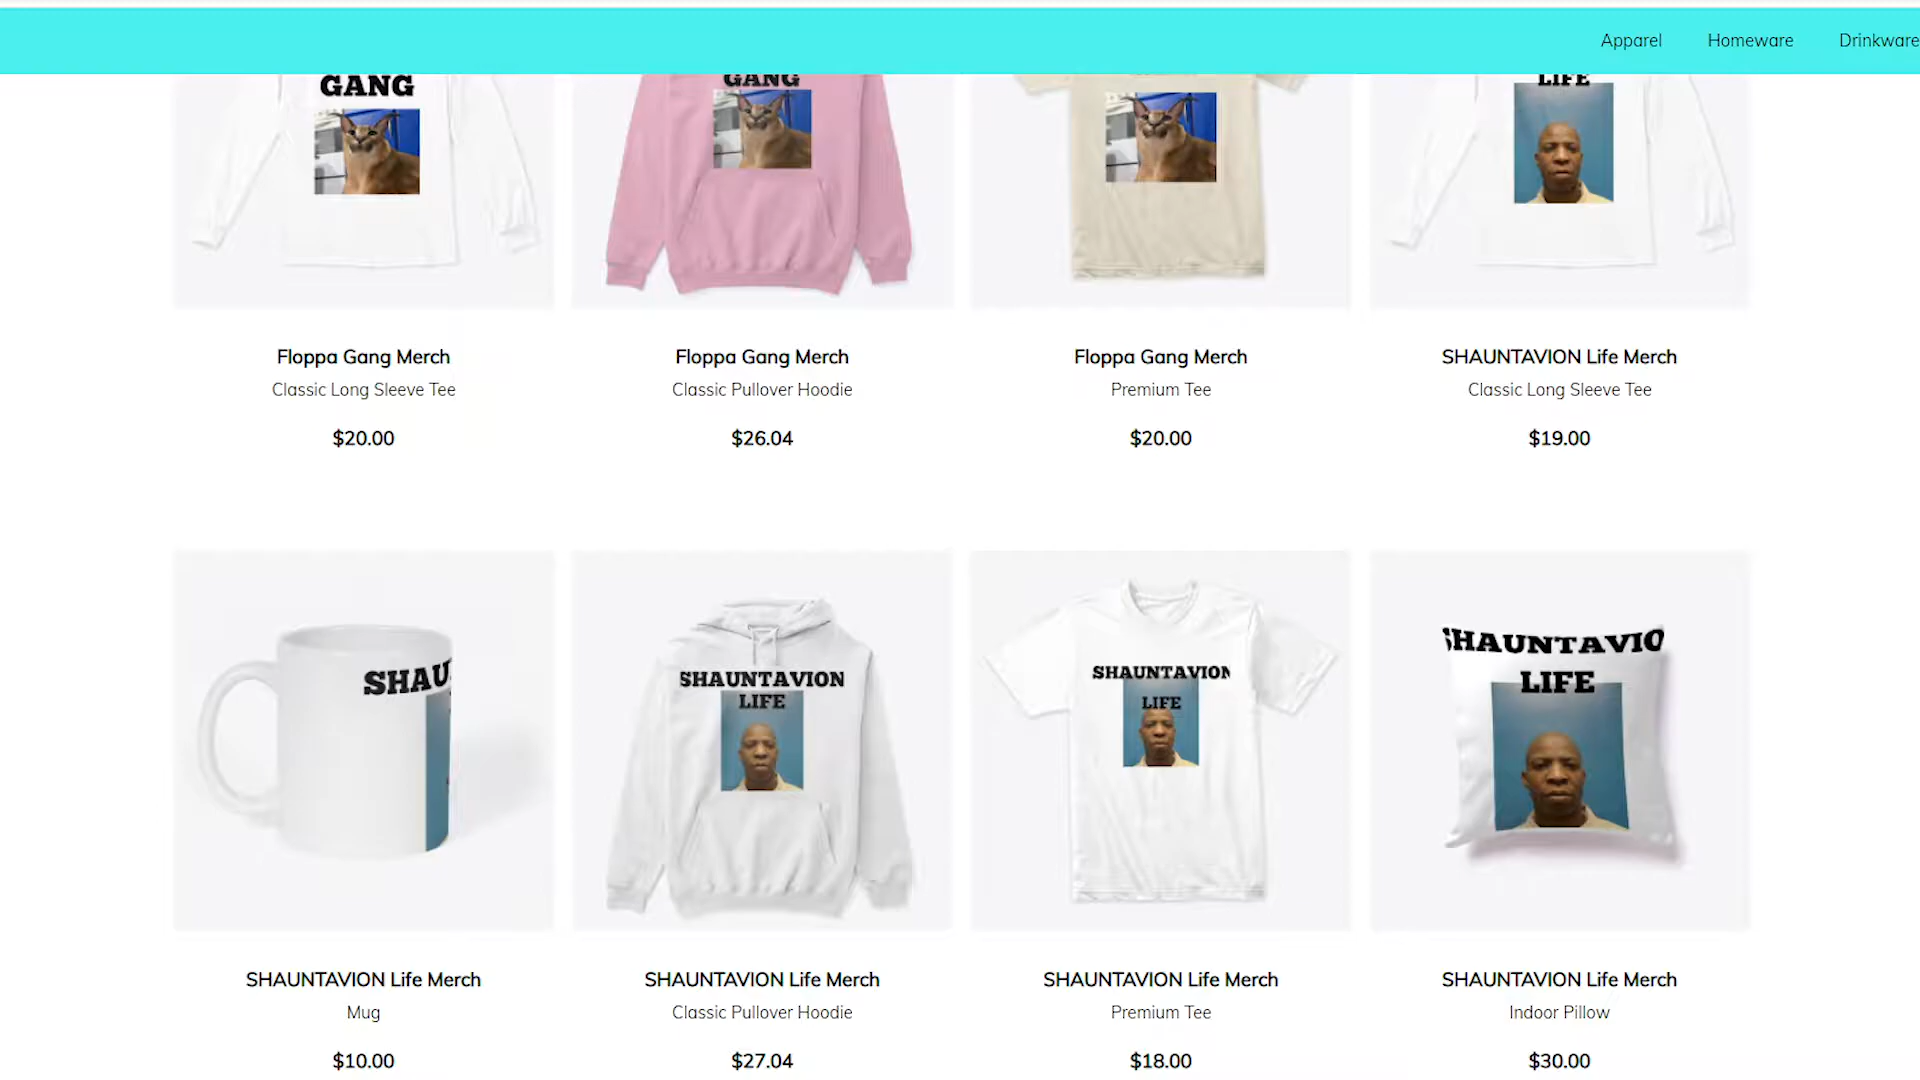 Apparel Homeware Drinkware
GANG
GANG
LIFE
Floppa Gang Merch
Classic Long Sleeve Tee
$20.00
Floppa Gang Merch
Classic Pullover Hoodie
$26.04
Floppa Gang Merch
Premium Tee
$20.00
SHAUNTAVION Life Merch
Classic Long Sleeve Tee
$19.00
SHAU
SHAUNTAVION
LIFE
SHAUNTAVION
LIFE
SHAUNTAVIO
LIFE
SHAUNTAVION Life Merch
Mug
$10.00
SHAUNTAVION Life Merch
Classic Pullover Hoodie
$27.04
SHAUNTAVION Life Merch
Premium Tee
$18.00
SHAUNTAVION Life Merch
Indoor Pillow
$30.00